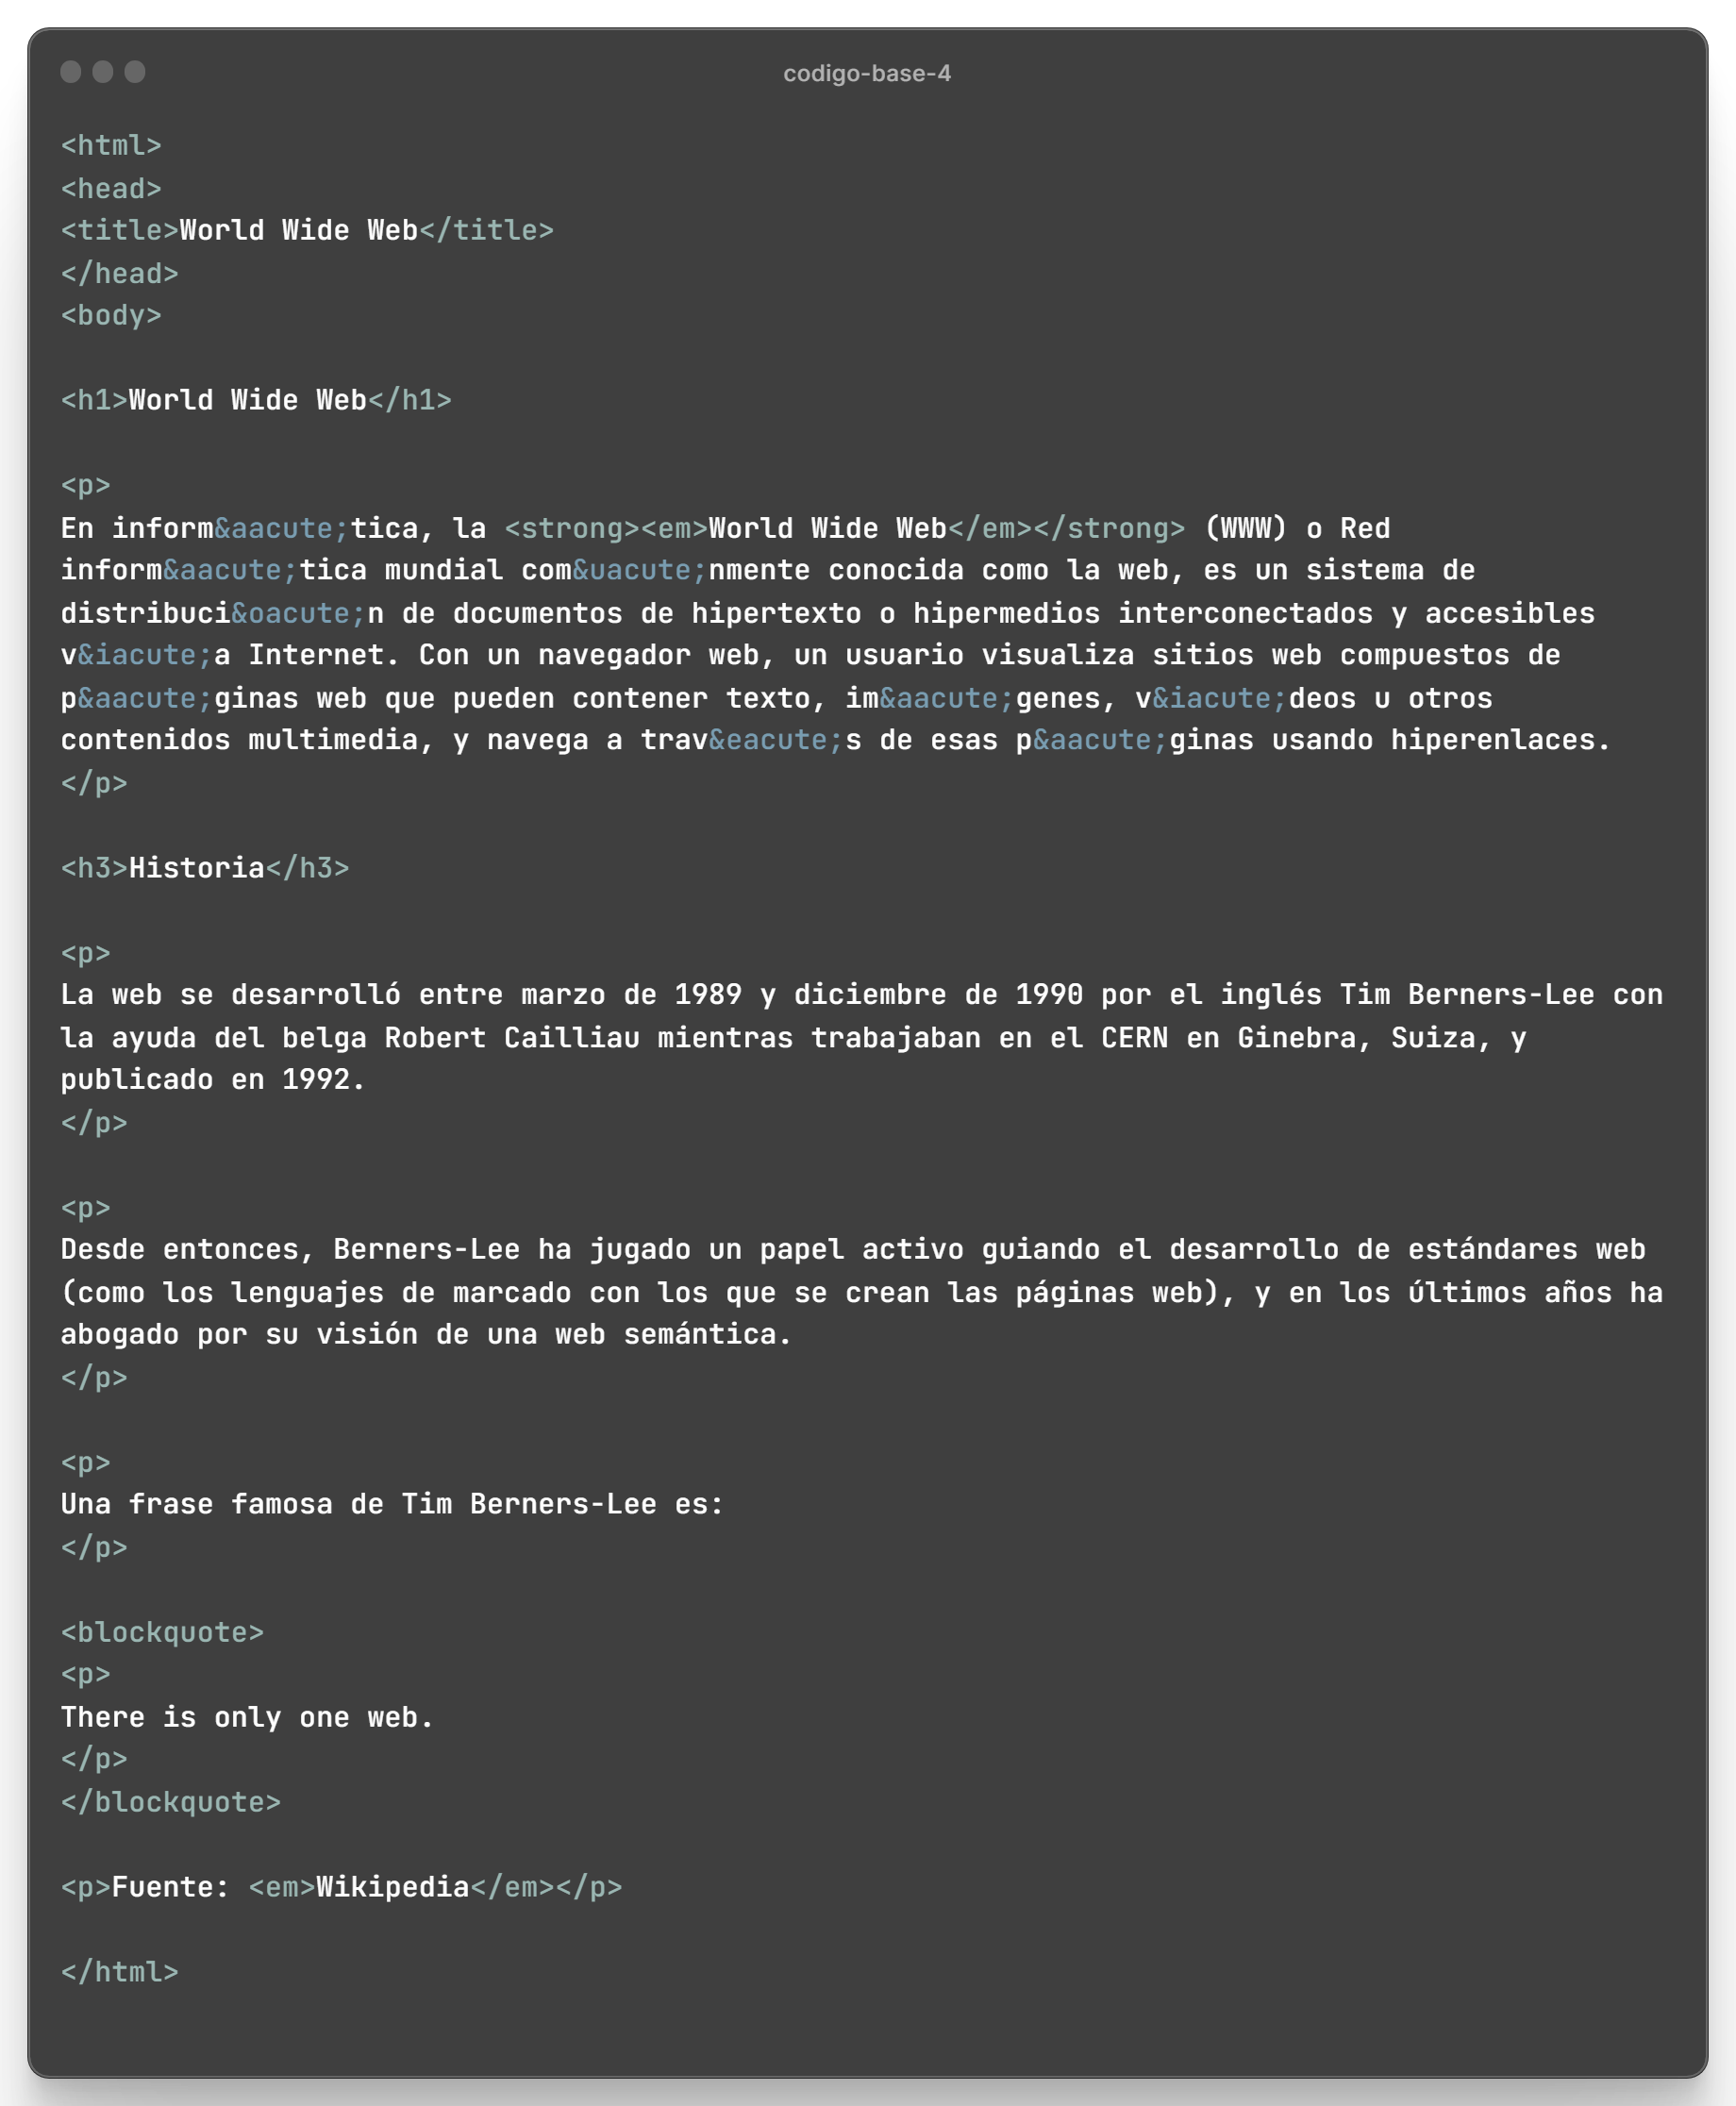 codigo-base-4
<html>
<head>
<title>World Wide Web</title>
</head>
<body>
<h1>World Wide Web</h1>
<p>
En inform&aacute;tica, la <strong><em>World Wide Web</em></strong> (WWW) o Red
inform&aacute;tica mundial com&uacute;nmente conocida como la web, es un sistema de
distribuci&oacute;n de documentos de hipertexto o hipermedios interconectados y accesibles
v&iacute;a Internet. Con un navegador web, un usuario visualiza sitios web compuestos de
p&aacute;ginas web que pueden contener texto, im&aacute;genes, v&iacute;deos u otros
contenidos multimedia, y navega a trav&eacute;s de esas p&aacute;ginas usando hiperenlaces.
</p>
<h3>Historia</h3>
<p>
La web se desarrolló entre marzo de 1989 y diciembre de 1990 por el inglés Tim Berners-Lee con
la ayuda del belga Robert Cailliau mientras trabajaban en el CERN en Ginebra, Suiza, y
publicado en 1992.
</p>
<p>
Desde entonces, Berners-Lee ha jugado un papel activo guiando el desarrollo de estándares web
(como los lenguajes de marcado con los que se crean las páginas web), y en los últimos años ha
abogado por su visión de una web semántica.
</p>
<p>
Una frase famosa de Tim Berners-Lee es:
</p>
<blockquote>
<p>
There is only one web.
</p>
</blockquote>
<p>Fuente: <em>Wikipedia</em></p>
</html>